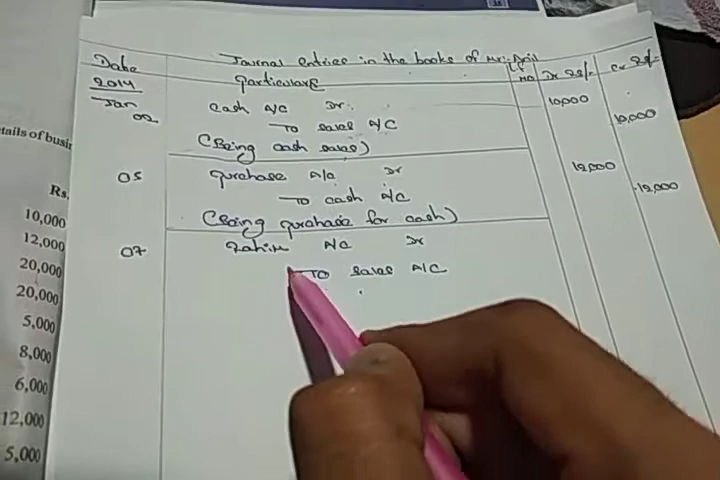 Date Journal entries in the books of Mr. Anil
2014 Particulars LF NO Dr Rs/- Cr Rs/-
Jan 02 Cash A/C Dr. 10,000
To sales A/C 10,000
(Being cash sales)
05 Purchase A/C Dr 12,000
To cash A/C 12,000
(Being purchase for cash)
07 A/C Dr
To sales A/C
tails of busin
Rs.
10,000
12,000
20,000
20,000
5,000
8,000
6,000
12,000
5,000